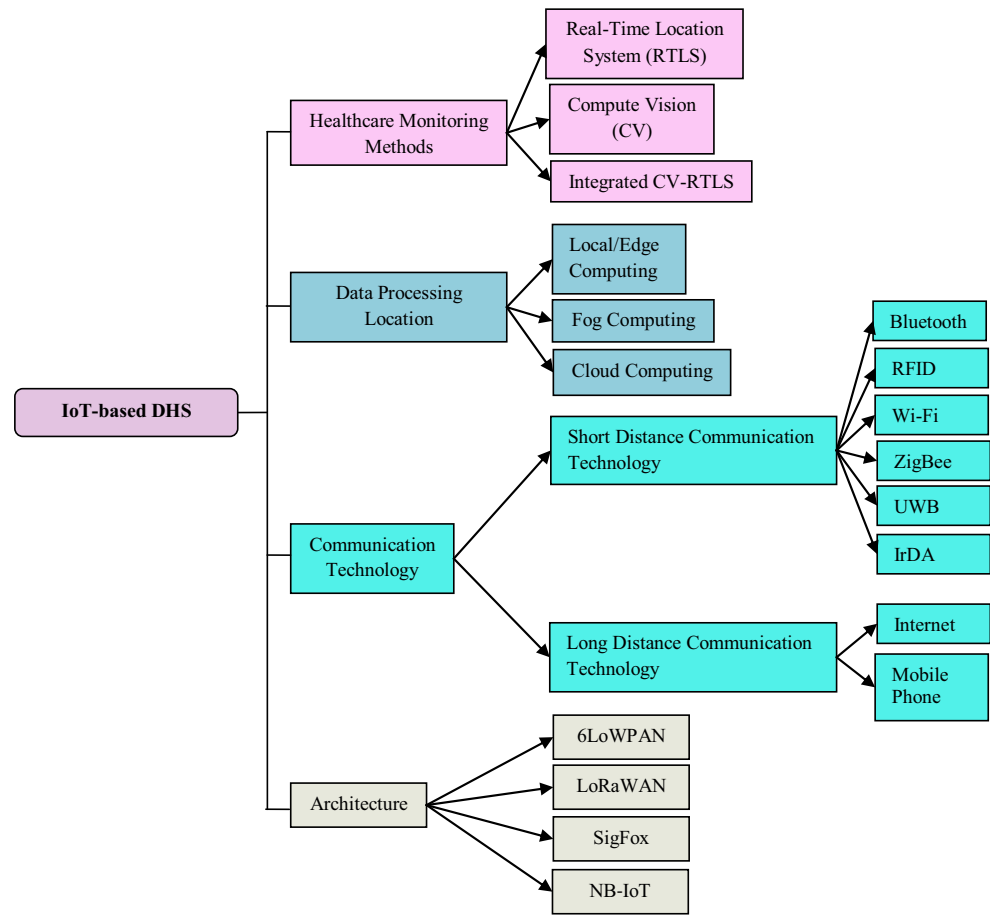 Real-Time Location
System (RTLS)
Healthcare Monitoring
Methods
Compute Vision
(CV)
Integrated CV-RTLS
Local/Edge
Computing
Data Processing
Location
Fog Computing
Cloud Computing
IoT-based DHS
Bluetooth
RFID
Wi-Fi
Short Distance Communication
Technology
ZigBee
UWB
IrDA
Communication
Technology
Internet
Long Distance Communication
Technology
Mobile
Phone
6LoWPAN
LoRaWAN
Architecture
SigFox
NB-IoT